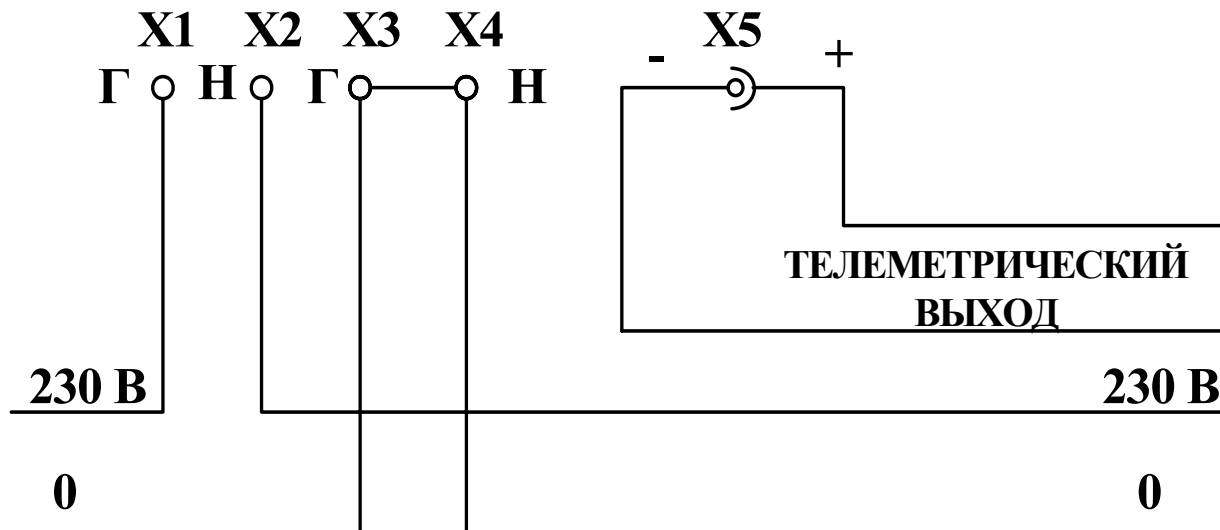 X1 X2 X3 X4 X5
- +
Г Н Г Н
ТЕЛЕМЕТРИЧЕСКИЙ
ВЫХОД
230 В 230 В
0 0